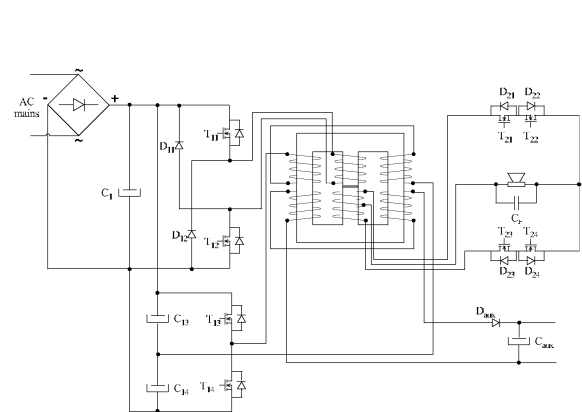 ~
AC
mains
-
+
~
C1
D11
T11
D12
T12
C13
T13
C14
T14
D21 D22
T21 T22
CF
T23 T24
D23 D24
Daux
Caux